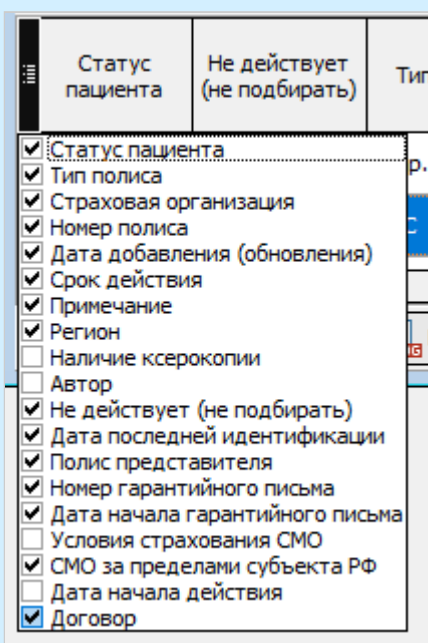 Статус
пациента
Не действует
(не подбирать)
Тип
Статус пациента
Тип полиса
Страховая организация
Номер полиса
Дата добавления (обновления)
Срок действия
Примечание
Регион
Наличие ксерокопии
Автор
Не действует (не подбирать)
Дата последней идентификации
Полис представителя
Номер гарантийного письма
Дата начала гарантийного письма
Условия страхования СМО
СМО за пределами субъекта РФ
Дата начала действия
Договор
р.
С